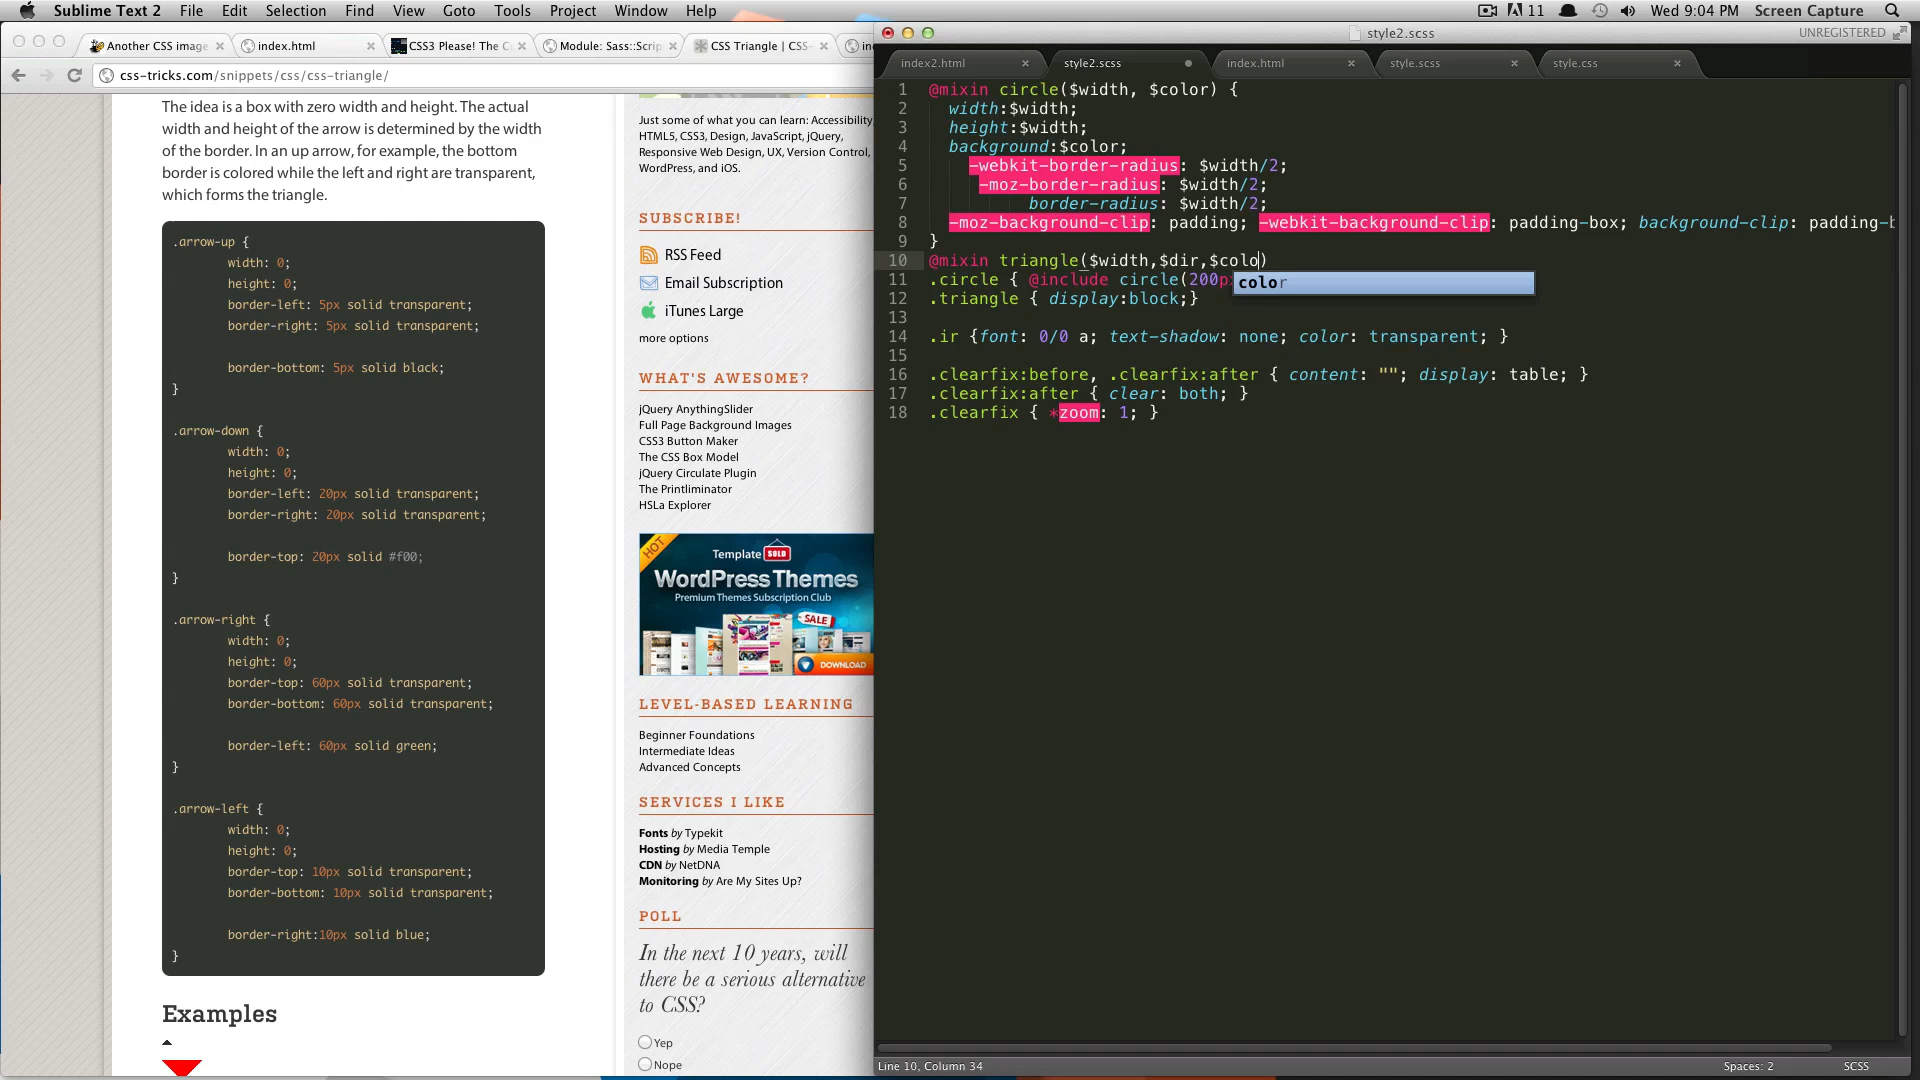 Sublime Text 2 File Edit Selection Find View Goto Tools Project Window Help 11 Wed 9:04 PM Screen Capture
Another CSS image index.html CSS3 Please! The C Module: Sass::Scrip CSS Triangle | CSS-
css-tricks.com/snippets/css/css-triangle/
The idea is a box with zero width and height. The actual
width and height of the arrow is determined by the width
of the border. In an up arrow, for example, the bottom
border is colored while the left and right are transparent,
which forms the triangle.
.arrow-up {
width: 0;
height: 0;
border-left: 5px solid transparent;
border-right: 5px solid transparent;
border-bottom: 5px solid black;
}
.arrow-down {
width: 0;
height: 0;
border-left: 20px solid transparent;
border-right: 20px solid transparent;
border-top: 20px solid #f00;
}
.arrow-right {
width: 0;
height: 0;
border-top: 60px solid transparent;
border-bottom: 60px solid transparent;
border-left: 60px solid green;
}
.arrow-left {
width: 0;
height: 0;
border-top: 10px solid transparent;
border-bottom: 10px solid transparent;
border-right:10px solid blue;
}
Examples
Just some of what you can learn: Accessibility,
HTML5, CSS3, Design, JavaScript, jQuery,
Responsive Web Design, UX, Version Control,
WordPress, and iOS.
SUBSCRIBE!
RSS Feed
Email Subscription
iTunes Large
more options
WHAT'S AWESOME?
jQuery AnythingSlider
Full Page Background Images
CSS3 Button Maker
The CSS Box Model
jQuery Circulate Plugin
The Printliminator
HSLa Explorer
HOT
Template SOLD
WordPress Themes
Premium Themes Subscription Club
SALE
DOWNLOAD
LEVEL-BASED LEARNING
Beginner Foundations
Intermediate Ideas
Advanced Concepts
SERVICES I LIKE
Fonts by Typekit
Hosting by Media Temple
CDN by NetDNA
Monitoring by Are My Sites Up?
POLL
In the next 10 years, will
there be a serious alternative
to CSS?
Yep
Nope
style2.scss UNREGISTERED
index2.html style2.scss index.html style.scss style.css
1 @mixin circle($width, $color) {
2 width:$width;
3 height:$width;
4 background:$color;
5 -webkit-border-radius: $width/2;
6 -moz-border-radius: $width/2;
7 border-radius: $width/2;
8 -moz-background-clip: padding; -webkit-background-clip: padding-box; background-clip: padding-b
9 }
10 @mixin triangle($width,$dir,$colo)
11 .circle { @include circle(200p
color
12 .triangle { display:block;}
13
14 .ir {font: 0/0 a; text-shadow: none; color: transparent; }
15
16 .clearfix:before, .clearfix:after { content: ""; display: table; }
17 .clearfix:after { clear: both; }
18 .clearfix { *zoom: 1; }
Line 10, Column 34 Spaces: 2 SCSS